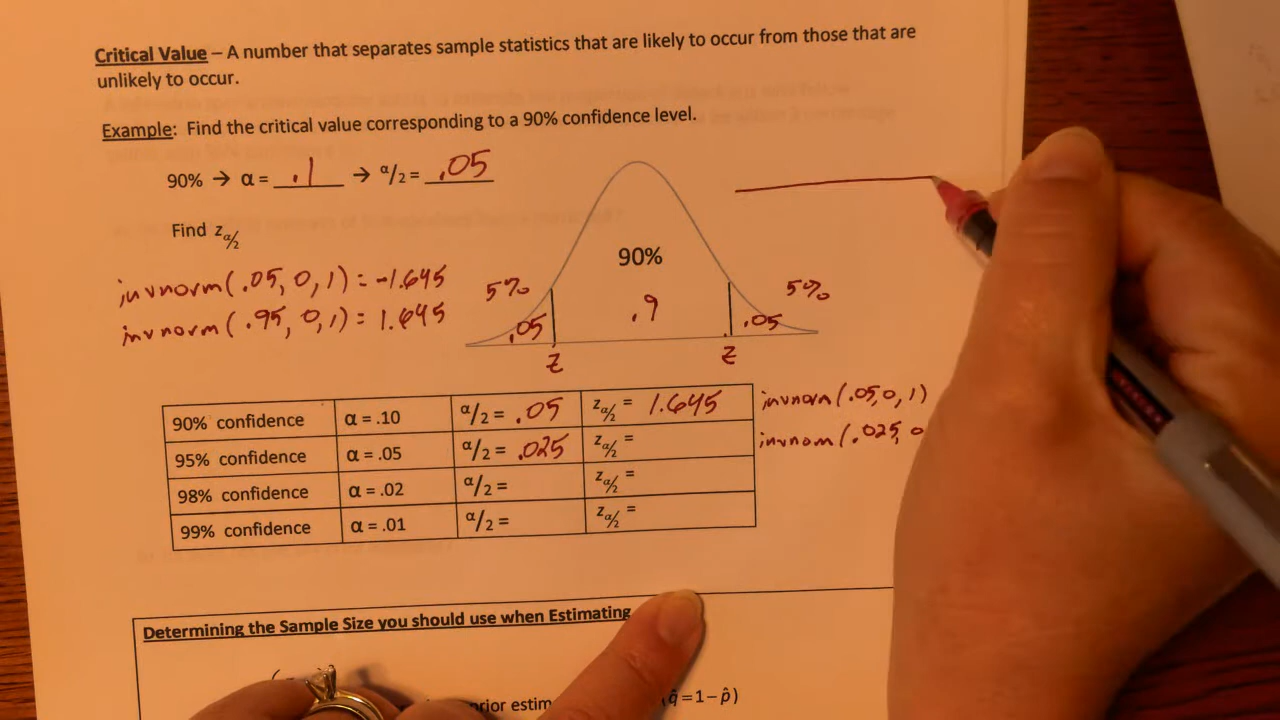 Critical Value – A number that separates sample statistics that are likely to occur from those that are
unlikely to occur.
Example: Find the critical value corresponding to a 90% confidence level.
90% → α = .1 → α/2 = .05
Find zα/2
invnorm(.05, 0, 1) = -1.645
invnorm(.95, 0, 1) = 1.645
90%
5% 5%
.05 .9 .05
z z
90% confidence α = .10 α/2 = .05 zα/2 = 1.645 invnorm(.05, 0, 1)
95% confidence α = .05 α/2 = .025 zα/2 = invnom(.025, 0
98% confidence α = .02 α/2 = zα/2 =
99% confidence α = .01 α/2 = zα/2 =
Determining the Sample Size you should use when Estimating
prior estim q̂ = 1 – p̂)